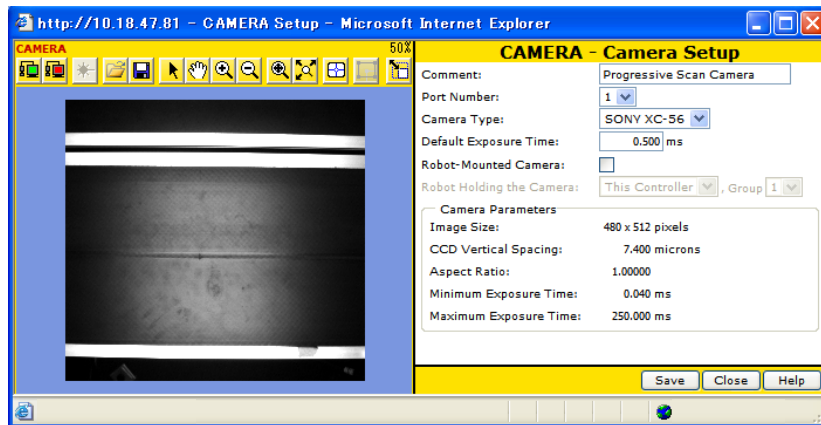 http://10.18.47.81 - CAMERA Setup - Microsoft Internet Explorer
CAMERA
50%
CAMERA - Camera Setup
Comment: Progressive Scan Camera
Port Number: 1
Camera Type: SONY XC-56
Default Exposure Time: 0.500 ms
Robot-Mounted Camera:
Robot Holding the Camera: This Controller , Group 1
Camera Parameters
Image Size: 480 x 512 pixels
CCD Vertical Spacing: 7.400 microns
Aspect Ratio: 1.00000
Minimum Exposure Time: 0.040 ms
Maximum Exposure Time: 250.000 ms
Save Close Help